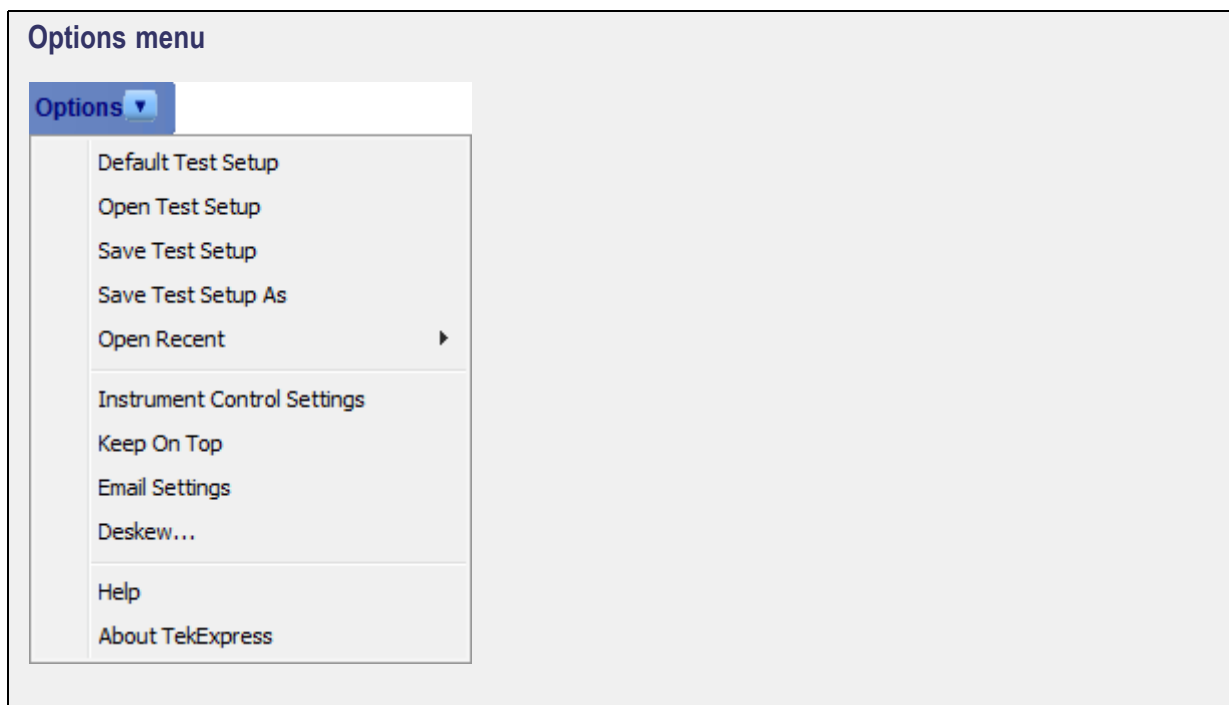 Options menu
Options
Default Test Setup
Open Test Setup
Save Test Setup
Save Test Setup As
Open Recent
Instrument Control Settings
Keep On Top
Email Settings
Deskew...
Help
About TekExpress